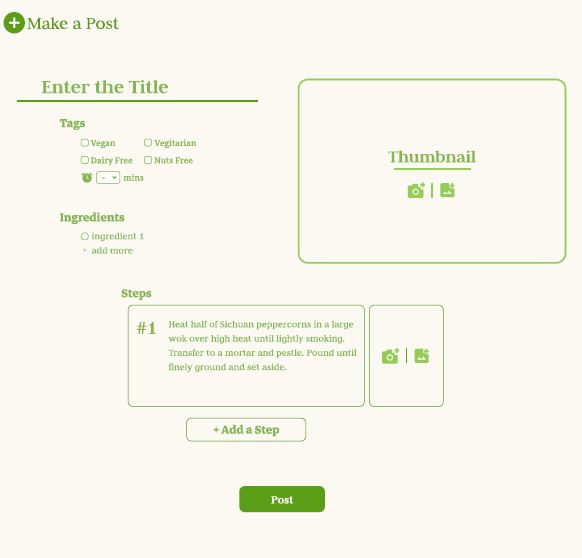 Make a Post
Enter the Title
Tags
Vegan
Vegitarian
Dairy Free
Nuts Free
- mins
Ingredients
ingredient 1
+ add more
Thumbnail
Steps
#1
Heat half of Sichuan peppercorns in a large
wok over high heat until lightly smoking.
Transfer to a mortar and pestle. Pound until
finely ground and set aside.
+ Add a Step
Post